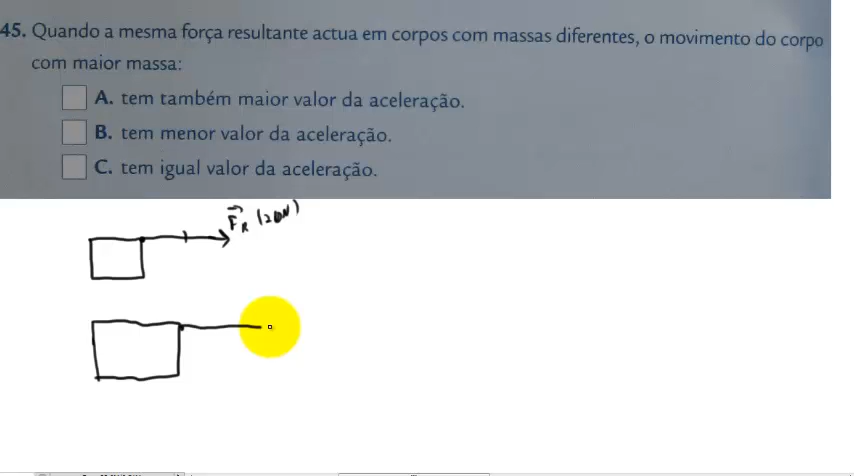 45. Quando a mesma força resultante actua em corpos com massas diferentes, o movimento do corpo
com maior massa:
A. tem também maior valor da aceleração.
B. tem menor valor da aceleração.
C. tem igual valor da aceleração.
F⃗R (20N)